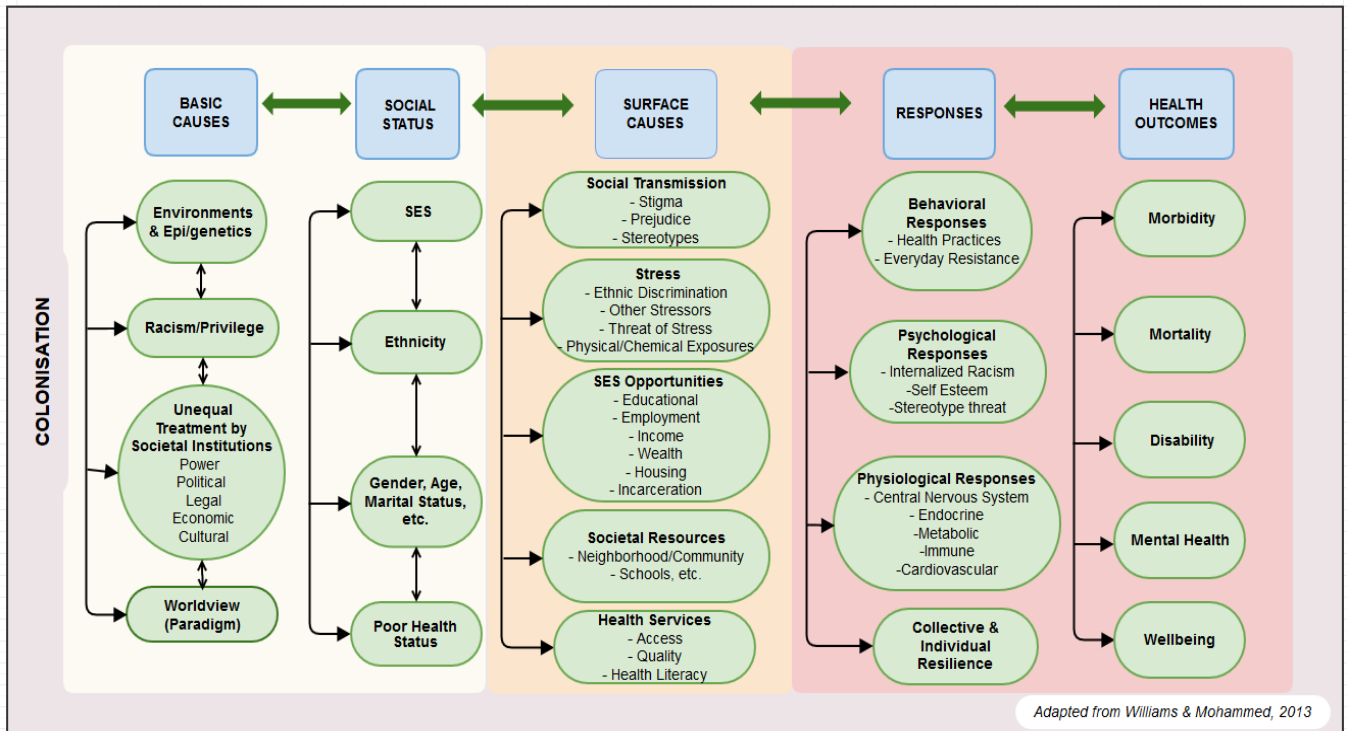 COLONISATION
BASIC
CAUSES
SOCIAL
STATUS
SURFACE
CAUSES
RESPONSES
HEALTH
OUTCOMES
Environments
& Epi/genetics
Racism/Privilege
Unequal
Treatment by
Societal Institutions
Power
Political
Legal
Economic
Cultural
Worldview
(Paradigm)
SES
Ethnicity
Gender, Age,
Marital Status,
etc.
Poor Health
Status
Social Transmission
- Stigma
- Prejudice
- Stereotypes
Stress
- Ethnic Discrimination
- Other Stressors
- Threat of Stress
- Physical/Chemical Exposures
SES Opportunities
- Educational
- Employment
- Income
- Wealth
- Housing
- Incarceration
Societal Resources
- Neighborhood/Community
- Schools, etc.
Health Services
- Access
- Quality
- Health Literacy
Behavioral
Responses
- Health Practices
- Everyday Resistance
Psychological
Responses
- Internalized Racism
-Self Esteem
-Stereotype threat
Physiological Responses
- Central Nervous System
- Endocrine
-Metabolic
-Immune
-Cardiovascular
Collective &
Individual
Resilience
Morbidity
Mortality
Disability
Mental Health
Wellbeing
Adapted from Williams & Mohammed, 2013